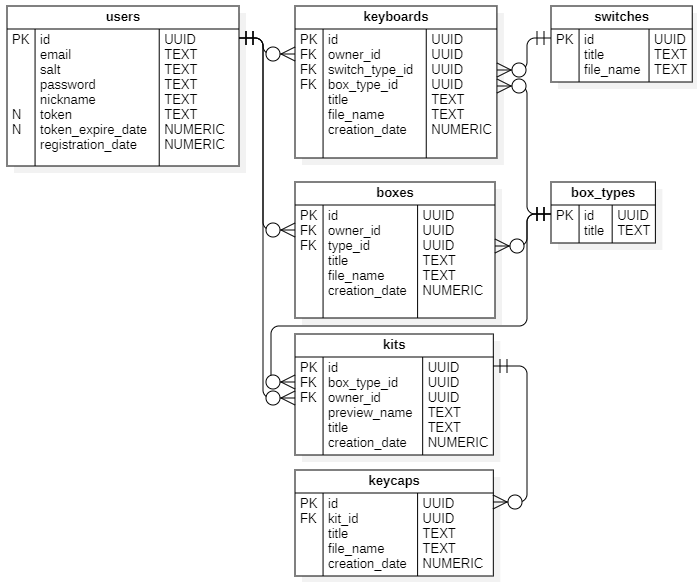 users
PK id UUID
email TEXT
salt TEXT
password TEXT
nickname TEXT
N token TEXT
N token_expire_date NUMERIC
registration_date NUMERIC
keyboards
PK id UUID
FK owner_id UUID
FK switch_type_id UUID
FK box_type_id UUID
title TEXT
file_name TEXT
creation_date NUMERIC
switches
PK id UUID
title TEXT
file_name TEXT
boxes
PK id UUID
FK owner_id UUID
FK type_id UUID
title TEXT
file_name TEXT
creation_date NUMERIC
box_types
PK id UUID
title TEXT
kits
PK id UUID
FK box_type_id UUID
FK owner_id UUID
preview_name TEXT
title TEXT
creation_date NUMERIC
keycaps
PK id UUID
FK kit_id UUID
title TEXT
file_name TEXT
creation_date NUMERIC